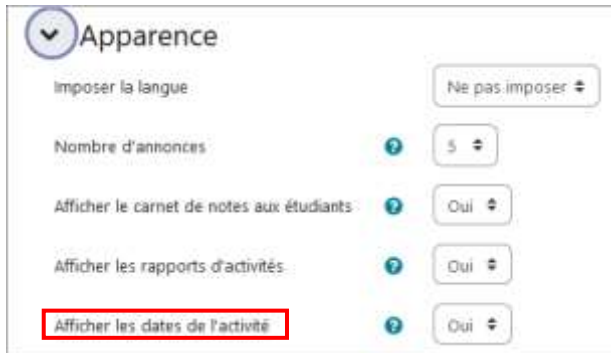 Apparence
Imposer la langue Ne pas imposer
Nombre d'annonces ? 5
Afficher le carnet de notes aux étudiants ? Oui
Afficher les rapports d'activités ? Oui
Afficher les dates de l'activité ? Oui